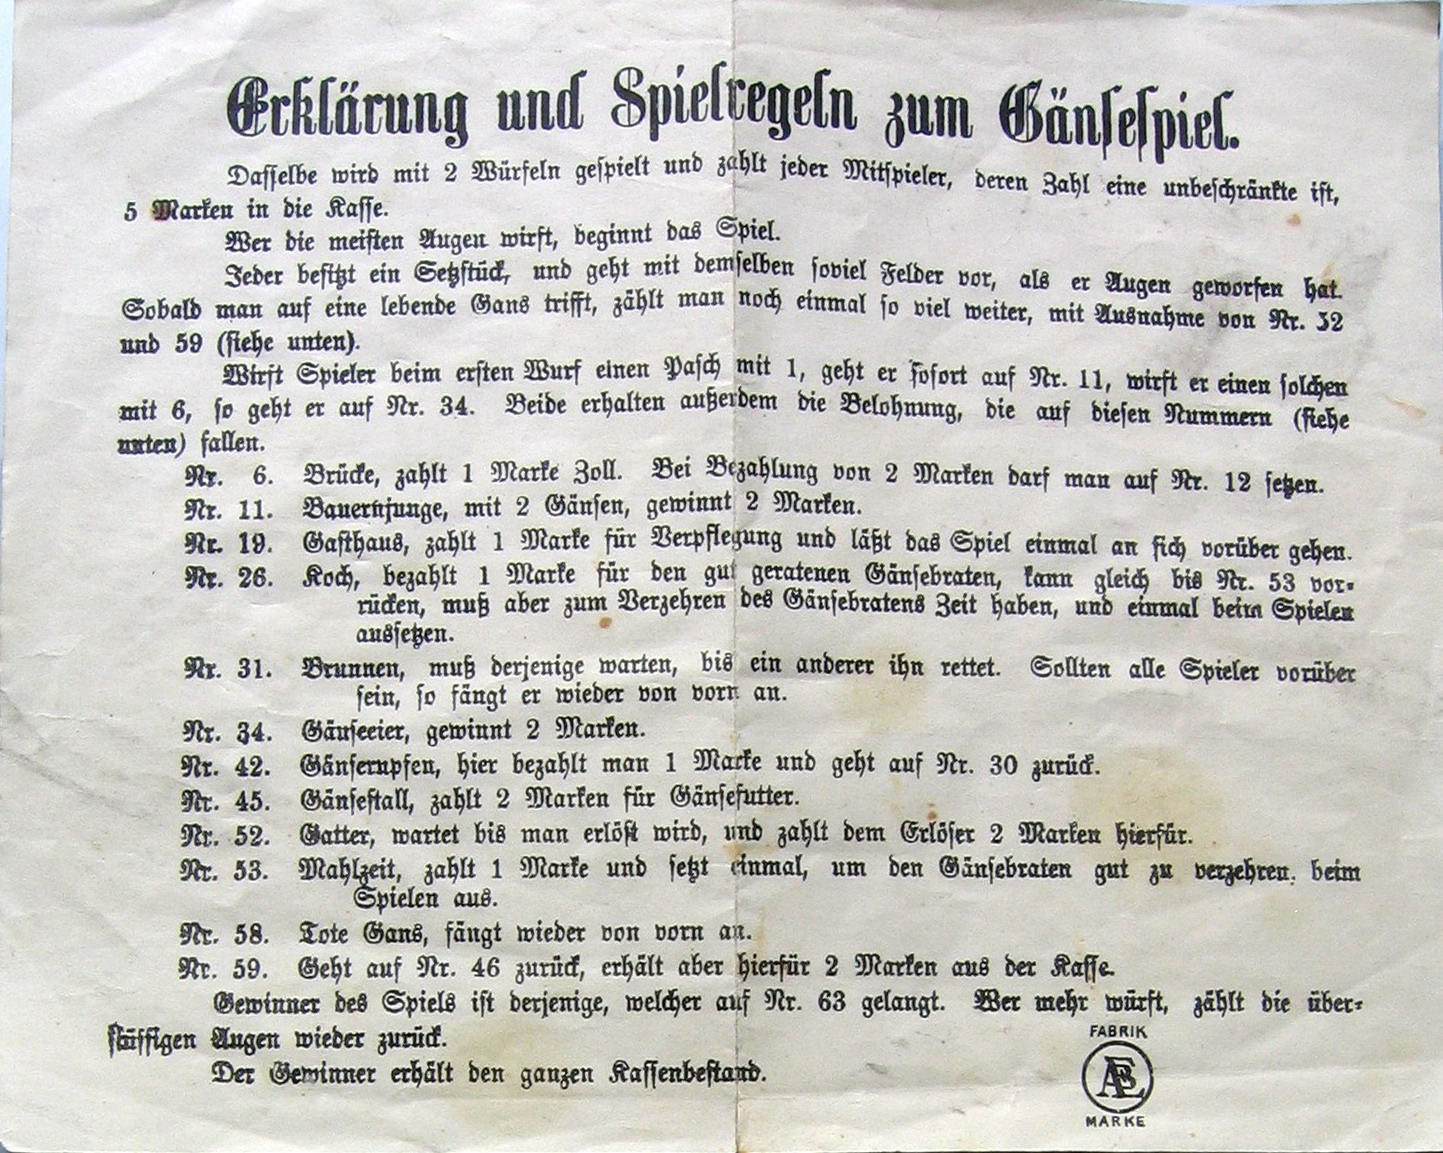 Erklärung und Spielregeln zum Gänsespiel.
Dasselbe wird mit 2 Würfeln gespielt und zahlt jeder Mitspieler, deren Zahl eine unbeschränkte ist,
5 Marken in die Kasse.
Wer die meisten Augen wirft, beginnt das Spiel.
Jeder besitzt ein Setzstück, und geht mit demselben soviel Felder vor, als er Augen geworfen hat.
Sobald man auf eine lebende Gans trifft, zählt man noch einmal so viel weiter, mit Ausnahme von Nr. 32
und 59 (siehe unten).
Wirft Spieler beim ersten Wurf einen Pasch mit 1, geht er sofort auf Nr. 11, wirft er einen solchen
mit 6, so geht er auf Nr. 34. Beide erhalten außerdem die Belohnung, die auf diesen Nummern (siehe
unten) fallen.
Nr. 6. Brücke, zahlt 1 Marke Zoll. Bei Bezahlung von 2 Marken darf man auf Nr. 12 setzen.
Nr. 11. Bauernjunge, mit 2 Gänsen, gewinnt 2 Marken.
Nr. 19. Gasthaus, zahlt 1 Marke für Verpflegung und läßt das Spiel einmal an sich vorüber gehen.
Nr. 26. Koch, bezahlt 1 Marke für den gut geratenen Gänsebraten, kann gleich bis Nr. 53 vor-
rücken, muß aber zum Verzehren des Gänsebratens Zeit haben, und einmal beim Spielen
aussetzen.
Nr. 31. Brunnen, muß derjenige warten, bis ein anderer ihn rettet. Sollten alle Spieler vorüber
sein, so fängt er wieder von vorn an.
Nr. 34. Gänseeier, gewinnt 2 Marken.
Nr. 42. Gänserupfen, hier bezahlt man 1 Marke und geht auf Nr. 30 zurück.
Nr. 45. Gänsestall, zahlt 2 Marken für Gänsefutter.
Nr. 52. Gatter, wartet bis man erlöst wird, und zahlt dem Erlöser 2 Marken hierfür.
Nr. 53. Mahlzeit, zahlt 1 Marke und setzt einmal, um den Gänsebraten gut zu verzehren, beim
Spielen aus.
Nr. 58. Tote Gans, fängt wieder von vorn an.
Nr. 59. Geht auf Nr. 46 zurück, erhält aber hierfür 2 Marken aus der Kasse.
Gewinner des Spiels ist derjenige, welcher auf Nr. 63 gelangt. Wer mehr würft, zählt die über-
flüssigen Augen wieder zurück.
Der Gewinner erhält den ganzen Kassenbestand.
FABRIK
MARKE